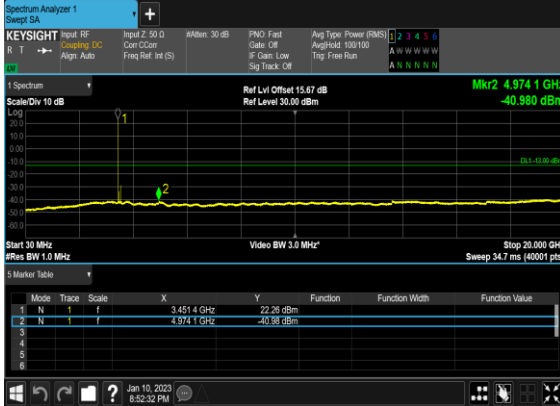 Spectrum Analyzer 1
Swept SA
+
KEYSIGHT Input: RF Input Z: 50 Ω #Atten: 30 dB PNO: Fast Avg Type: Power (RMS) 1 2 3 4 5 6
R T Coupling: DC Corr CCorr Gate: Off Avg|Hold: 100/100 A W W W W W
Align: Auto Freq Ref: Int (S) IF Gain: Low Trig: Free Run
LXI Sig Track: Off A N N N N N
1 Spectrum Ref Lvl Offset 15.67 dB Mkr2 4.974 1 GHz
Scale/Div 10 dB Ref Level 30.00 dBm -40.980 dBm
Log
20.0
10.0
0.00
-10.0
-20.0
-30.0
-40.0
-50.0
-60.0
1
DL1 -13.00 dBm
2
Start 30 MHz Video BW 3.0 MHz* Stop 20.000 GH
#Res BW 1.0 MHz Sweep 34.7 ms (40001 pts
5 Marker Table
Mode Trace Scale X Y Function Function Width Function Value
1 N 1 f 3.451 4 GHz 22.26 dBm
2 N 1 f 4.974 1 GHz -40.98 dBm
3
4
5
6
? Jan 10, 2023
8:52:32 PM